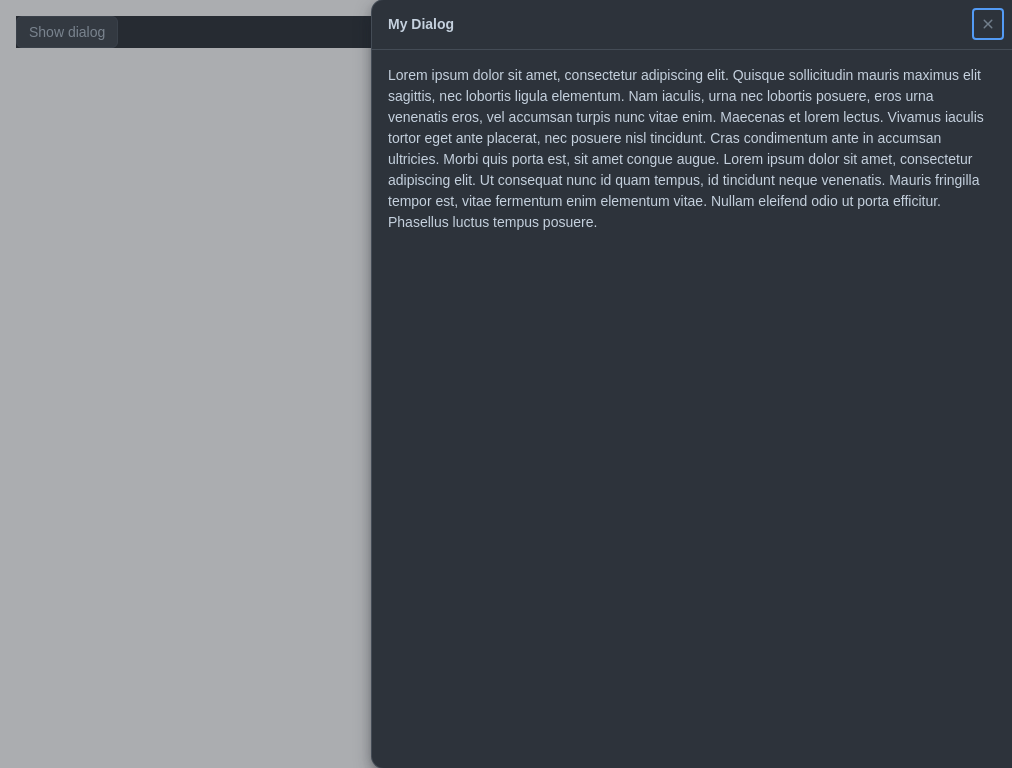 Show dialog
My Dialog
Lorem ipsum dolor sit amet, consectetur adipiscing elit. Quisque sollicitudin mauris maximus elit
sagittis, nec lobortis ligula elementum. Nam iaculis, urna nec lobortis posuere, eros urna
venenatis eros, vel accumsan turpis nunc vitae enim. Maecenas et lorem lectus. Vivamus iaculis
tortor eget ante placerat, nec posuere nisl tincidunt. Cras condimentum ante in accumsan
ultricies. Morbi quis porta est, sit amet congue augue. Lorem ipsum dolor sit amet, consectetur
adipiscing elit. Ut consequat nunc id quam tempus, id tincidunt neque venenatis. Mauris fringilla
tempor est, vitae fermentum enim elementum vitae. Nullam eleifend odio ut porta efficitur.
Phasellus luctus tempus posuere.